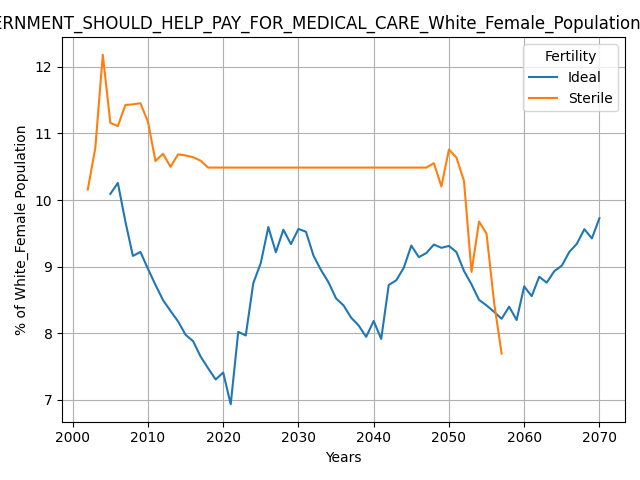 ERNMENT_SHOULD_HELP_PAY_FOR_MEDICAL_CARE_White_Female_Population
Fertility
Ideal
Sterile
12
11
10
9
8
7
% of White_Female Population
2000 2010 2020 2030 2040 2050 2060 2070
Years